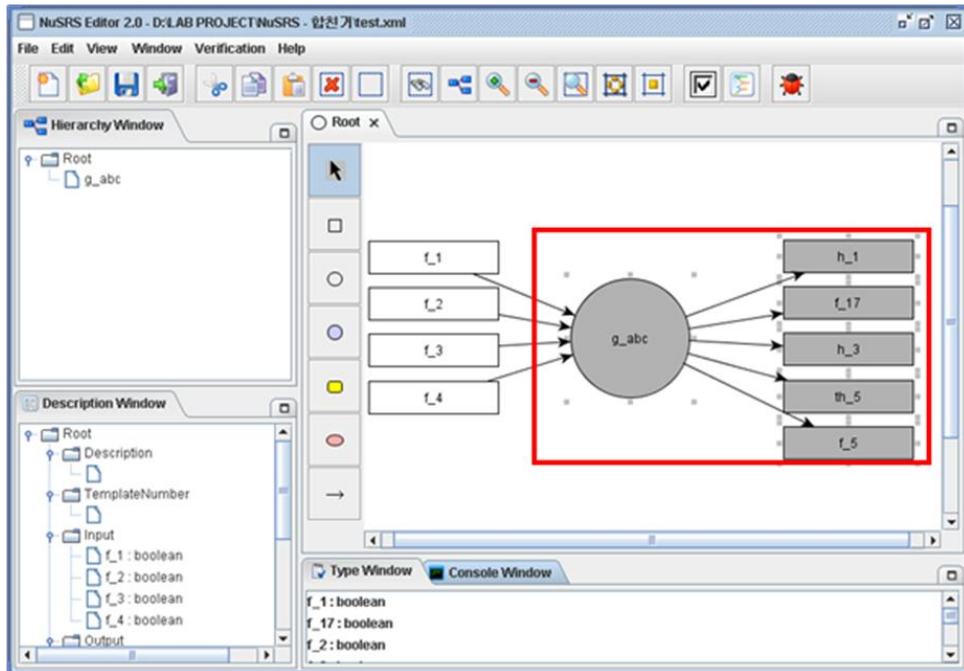 NuSRS Editor 2.0 - D:\LAB PROJECT\NuSRS - 합친거\test.xml
File Edit View Window Verification Help
Hierarchy Window
Root
g_abc
Root
f_1
f_2
f_3
f_4
g_abc
h_1
f_17
h_3
th_5
f_5
Description Window
Root
Description
TemplateNumber
Input
f_1 : boolean
f_2 : boolean
f_3 : boolean
f_4 : boolean
Output
Type Window Console Window
f_1 : boolean
f_17 : boolean
f_2 : boolean